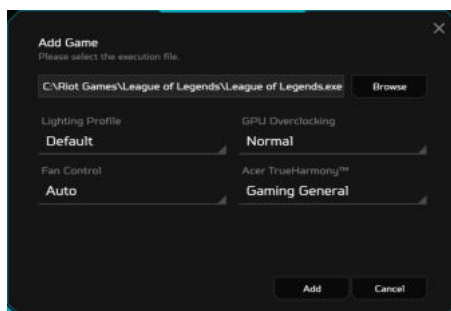 Add Game
Please select the execution file.
C:\Riot Games\League of Legends\League of Legends.exe
Browse
Lighting Profile
GPU Overclocking
Default
Normal
Fan Control
Acer TrueHarmony™
Auto
Gaming General
Add
Cancel